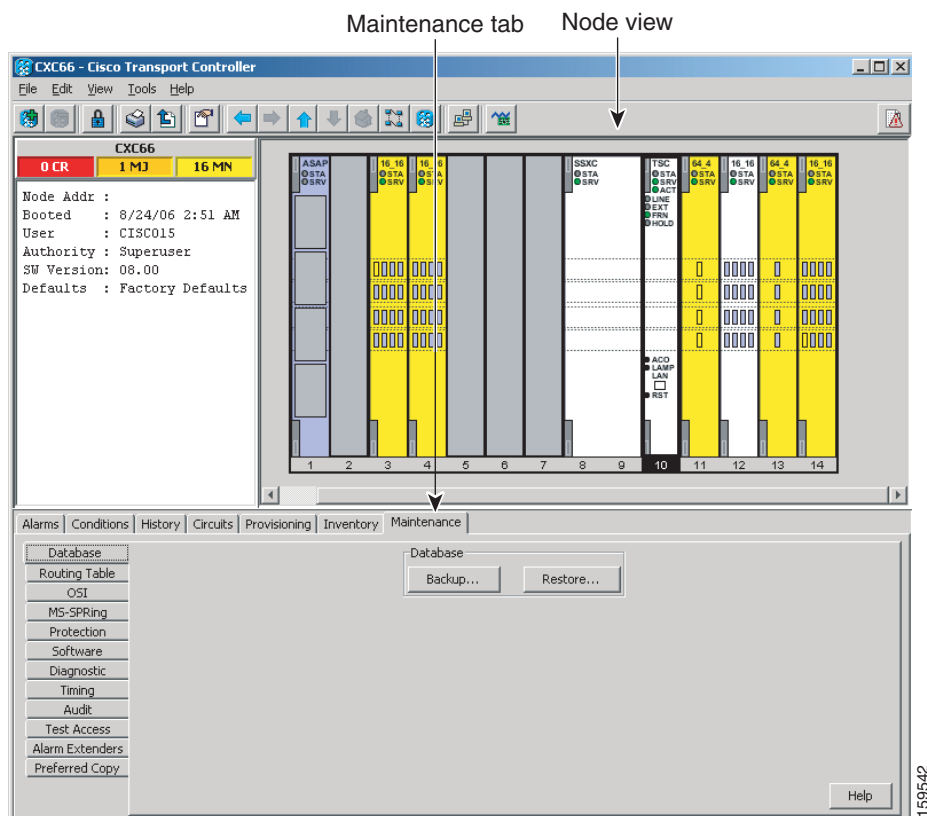 Maintenance tab
Node view
CXC66 - Cisco Transport Controller
File Edit View Tools Help
CXC66
0 CR 1 MJ 16 MN
Node Addr :
Booted : 8/24/06 2:51 AM
User : CISCO15
Authority : Superuser
SW Version: 08.00
Defaults : Factory Defaults
ASAP
STA
SRV
16_16
STA
SRV
SSXC
STA
SRV
TSC
STA
SRV
ACT
LINE
EXT
FRN
HOLD
ACO
LAMP
LAN
RST
64_4
STA
SRV
16_16
STA
SRV
64_4
STA
SRV
16_16
STA
SRV
1 2 3 4 5 6 7 8 9 10 11 12 13 14
Alarms Conditions History Circuits Provisioning Inventory Maintenance
Database
Routing Table
OSI
MS-SPRing
Protection
Software
Diagnostic
Timing
Audit
Test Access
Alarm Extenders
Preferred Copy
Database
Backup... Restore...
Help
159542